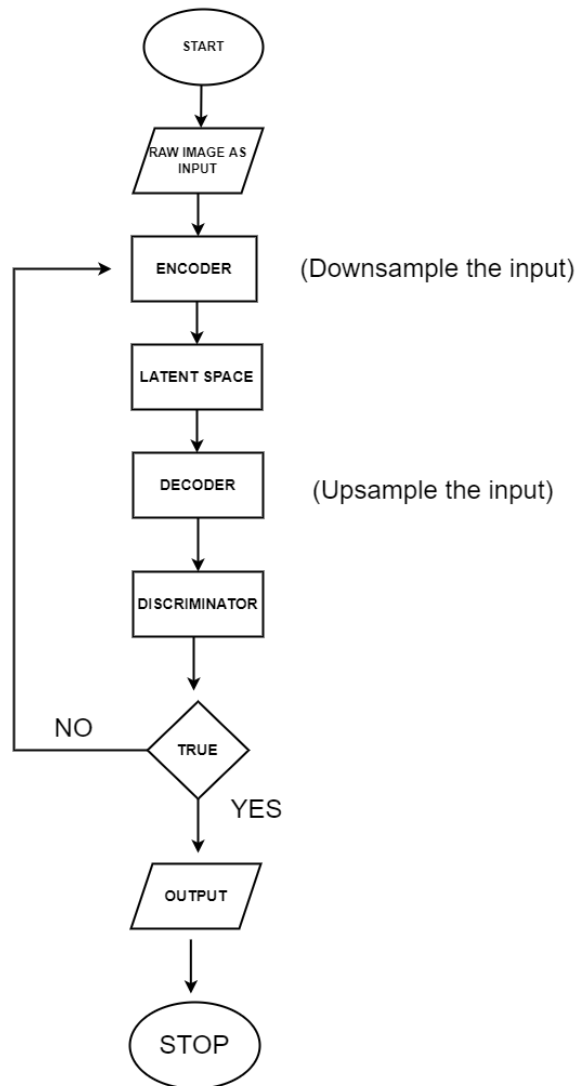 START
RAW IMAGE AS
INPUT
ENCODER
(Downsample the input)
LATENT SPACE
DECODER
(Upsample the input)
DISCRIMINATOR
NO
TRUE
YES
OUTPUT
STOP